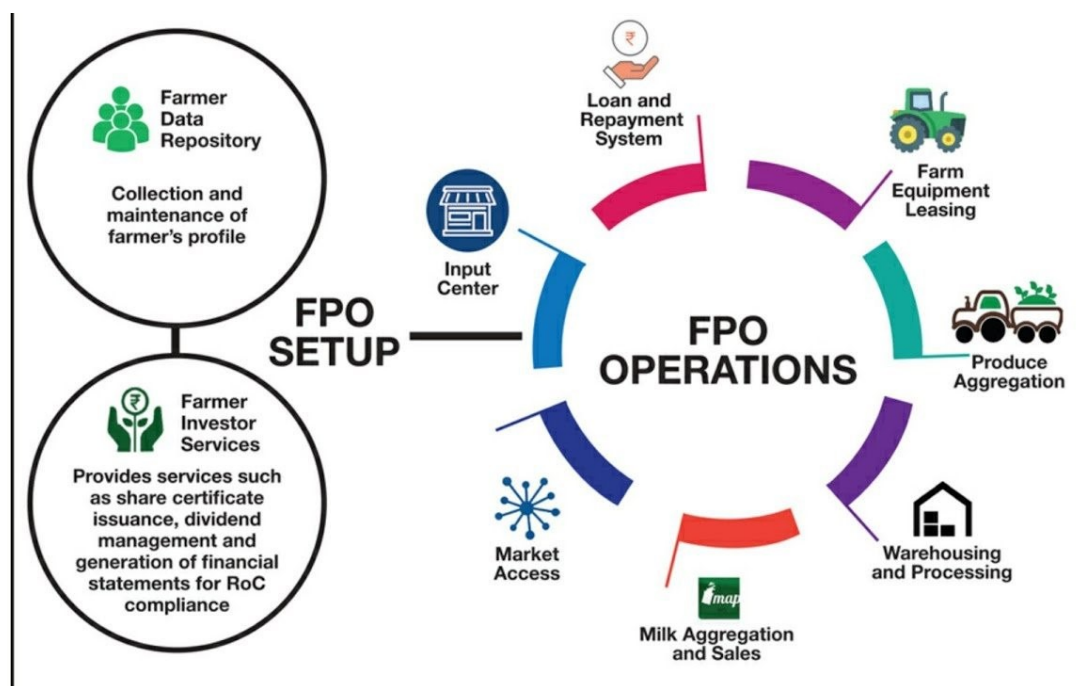 Farmer
Data
Repository
Collection and
maintenance of
farmer's profile
Farmer
Investor
Services
Provides services such
as share certificate
issuance, dividend
management and
generation of financial
statements for RoC
compliance
FPO
SETUP
FPO
OPERATIONS
₹
Loan and
Repayment
System
Farm
Equipment
Leasing
Produce
Aggregation
Warehousing
and Processing
map
Milk Aggregation
and Sales
Market
Access
Input
Center
₹